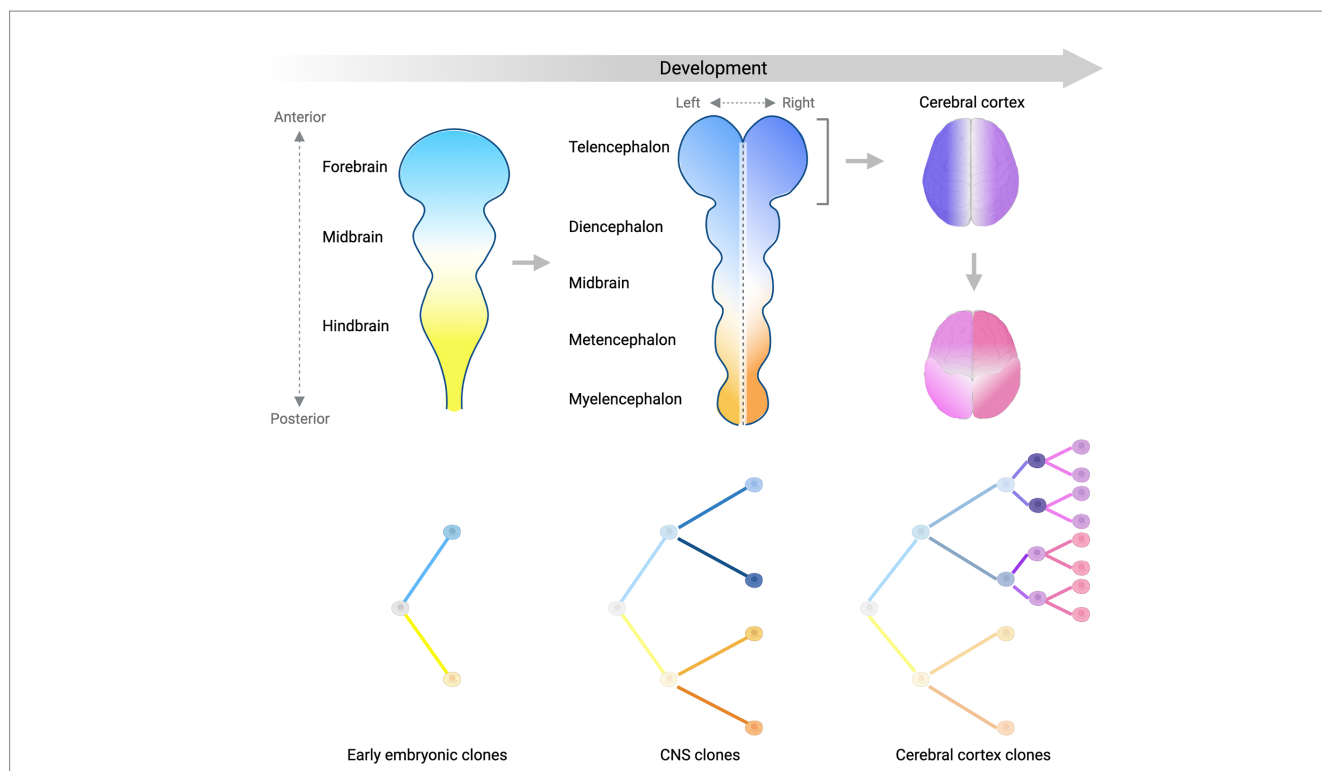 Development
Anterior
Forebrain
Midbrain
Hindbrain
Posterior
Left
Right
Telencephalon
Diencephalon
Midbrain
Metencephalon
Myelencephalon
Cerebral cortex
Early embryonic clones
CNS clones
Cerebral cortex clones